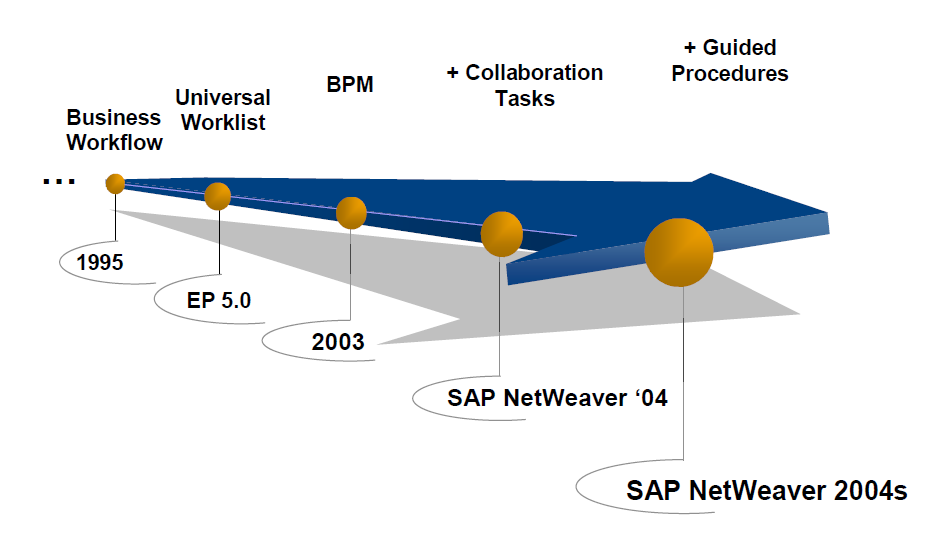 + Guided
Procedures
+ Collaboration
Tasks
BPM
Universal
Worklist
Business
Workflow
...
1995
EP 5.0
2003
SAP NetWeaver ‘04
SAP NetWeaver 2004s